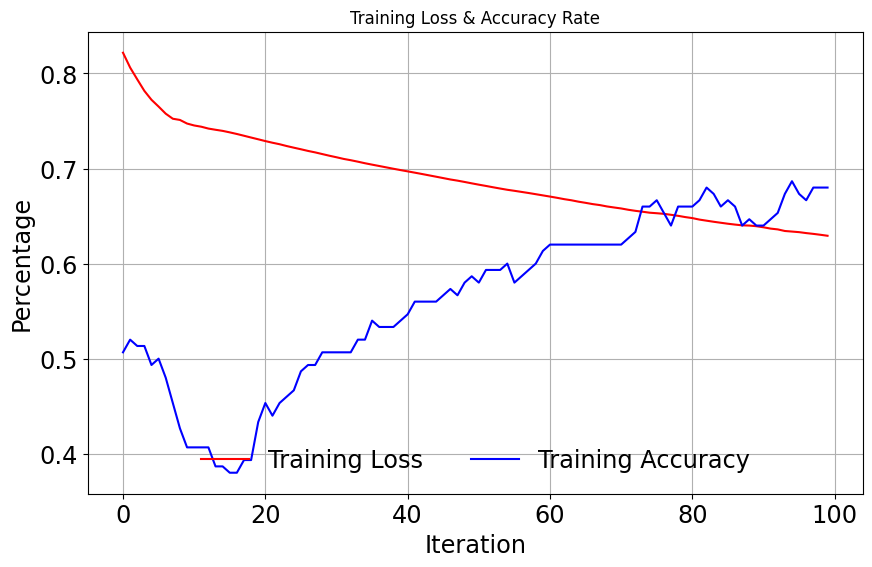 Training Loss & Accuracy Rate
Percentage
0.8
0.7
0.6
0.5
0.4
Training Loss
Training Accuracy
0 20 40 60 80 100
Iteration